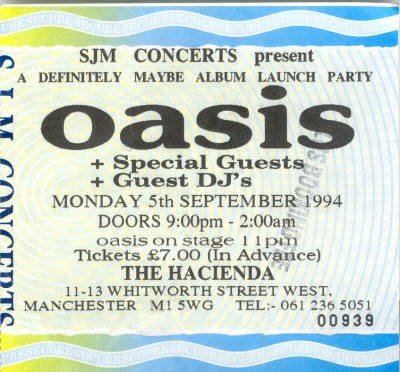 SJM CONCERTS present
A DEFINITELY MAYBE ALBUM LAUNCH PARTY
oasis
+ Special Guests
+ Guest DJ's
MONDAY 5th SEPTEMBER 1994
DOORS 9:00pm - 2:00am
oasis on stage 11pm
Tickets £7.00 (In Advance)
THE HACIENDA
11-13 WHITWORTH STREET WEST,
MANCHESTER M1 5WG TEL:- 061 236 5051
00939
SJM CONCERTS